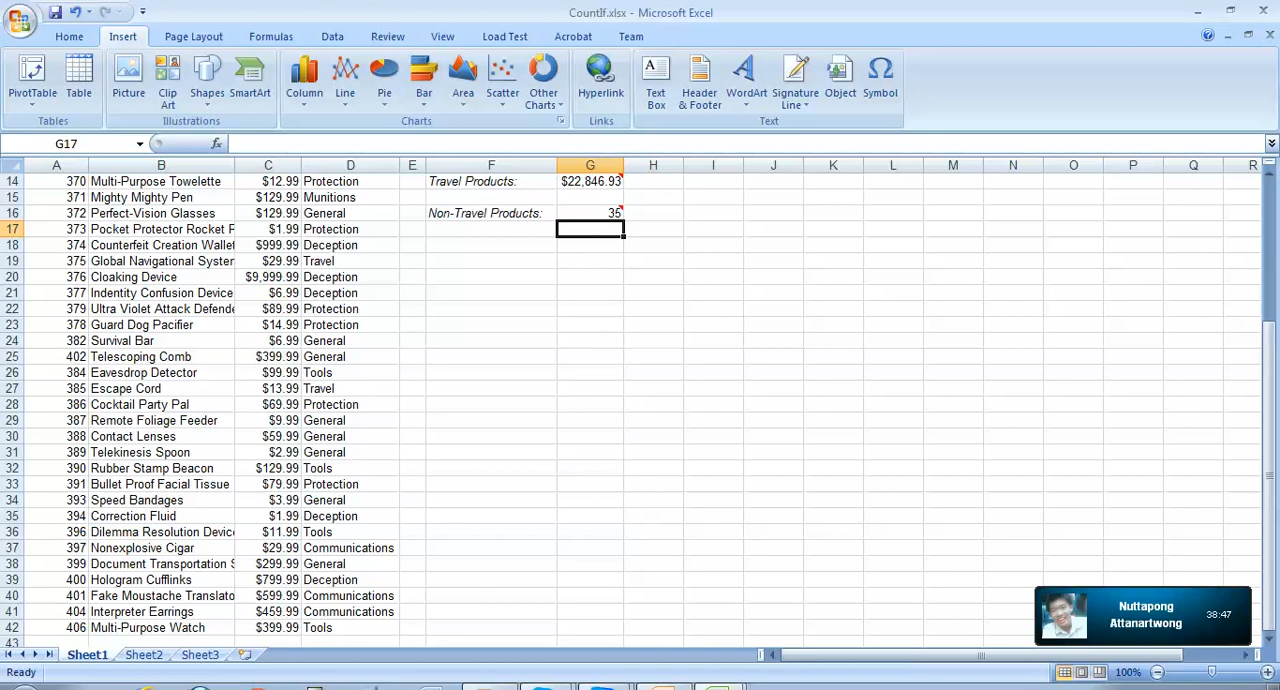 CountIf.xlsx - Microsoft Excel
Home Insert Page Layout Formulas Data Review View Load Test Acrobat Team
PivotTable Table Picture Clip Art Shapes SmartArt Column Line Pie Bar Area Scatter Other Charts Hyperlink Text Box Header & Footer WordArt Signature Line Object Symbol
Tables Illustrations Charts Links Text
G17 fx
A B C D E F G H I J K L M N O P Q R
14 370 Multi-Purpose Towelette $12.99 Protection Travel Products: $22,846.93
15 371 Mighty Mighty Pen $129.99 Munitions
16 372 Perfect-Vision Glasses $129.99 General Non-Travel Products: 35
17 373 Pocket Protector Rocket P $1.99 Protection
18 374 Counterfeit Creation Wallet $999.99 Deception
19 375 Global Navigational System $29.99 Travel
20 376 Cloaking Device $9,999.99 Deception
21 377 Indentity Confusion Device $6.99 Deception
22 379 Ultra Violet Attack Defende $89.99 Protection
23 378 Guard Dog Pacifier $14.99 Protection
24 382 Survival Bar $6.99 General
25 402 Telescoping Comb $399.99 General
26 384 Eavesdrop Detector $99.99 Tools
27 385 Escape Cord $13.99 Travel
28 386 Cocktail Party Pal $69.99 Protection
29 387 Remote Foliage Feeder $9.99 General
30 388 Contact Lenses $59.99 General
31 389 Telekinesis Spoon $2.99 General
32 390 Rubber Stamp Beacon $129.99 Tools
33 391 Bullet Proof Facial Tissue $79.99 Protection
34 393 Speed Bandages $3.99 General
35 394 Correction Fluid $1.99 Deception
36 396 Dilemma Resolution Device $11.99 Tools
37 397 Nonexplosive Cigar $29.99 Communications
38 399 Document Transportation S $299.99 General
39 400 Hologram Cufflinks $799.99 Deception
40 401 Fake Moustache Translato $599.99 Communications
41 404 Interpreter Earrings $459.99 Communications
42 406 Multi-Purpose Watch $399.99 Tools
43
Nuttapong
Attanartwong
38:47
Sheet1 Sheet2 Sheet3
Ready 100%